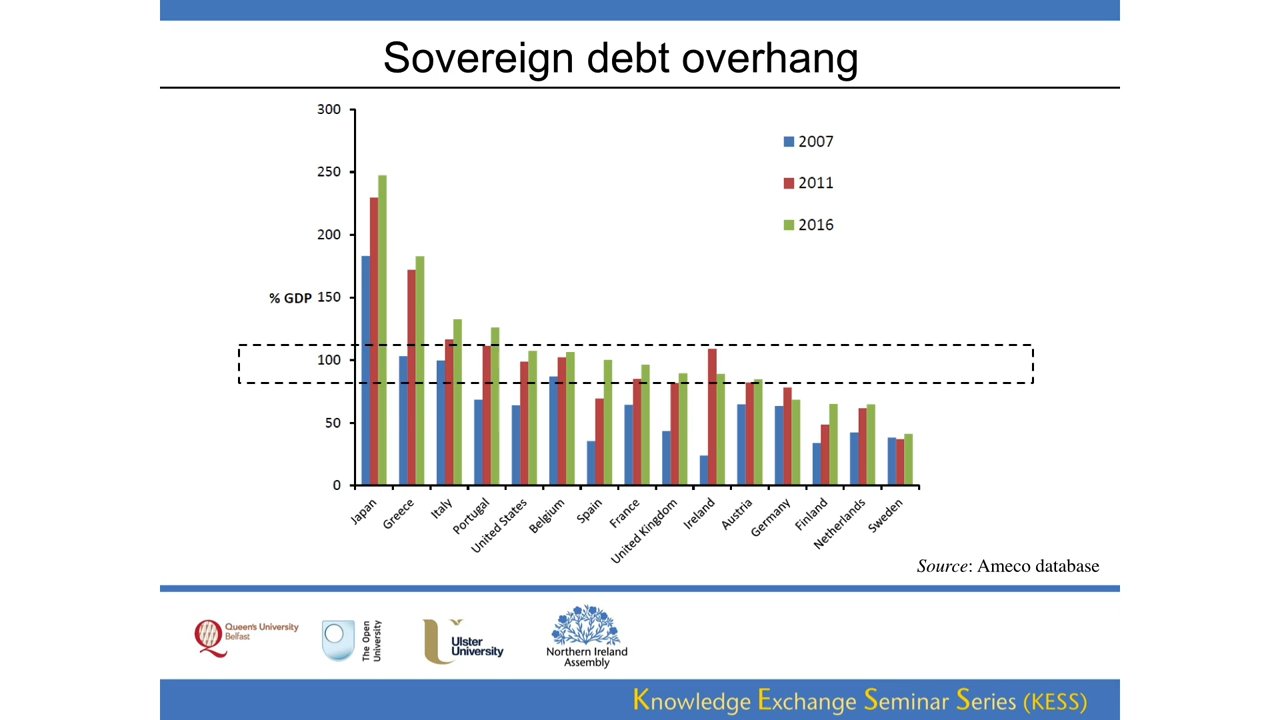 Sovereign debt overhang
300
250
200
% GDP 150
100
50
0
2007
2011
2016
Japan
Greece
Italy
Portugal
United States
Belgium
Spain
France
United Kingdom
Ireland
Austria
Germany
Finland
Netherlands
Sweden
Source: Ameco database
Queen's University
Belfast
The Open
University
Ulster
University
Northern Ireland
Assembly
Knowledge Exchange Seminar Series (KESS)